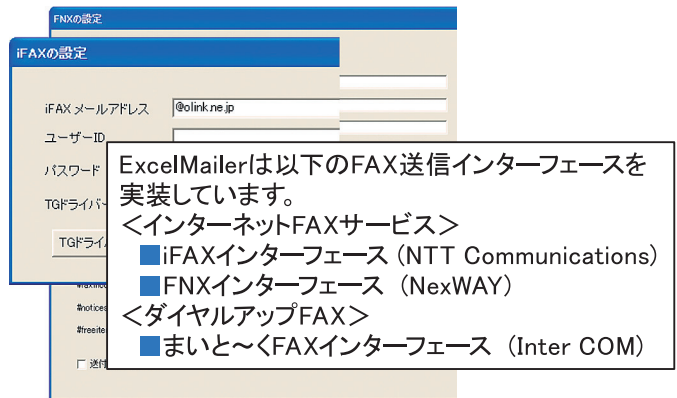 FNXの設定
iFAXの設定
iFAX メールアドレス
@olink.ne.jp
ユーザーID
パスワード
TGドライバー
TGドライ
#notices
#freeite
送付
ExcelMailerは以下のFAX送信インターフェースを
実装しています。
＜インターネットFAXサービス＞
■iFAXインターフェース (NTT Communications)
■FNXインターフェース (NexWAY)
＜ダイヤルアップFAX＞
■まいと～くFAXインターフェース (Inter COM)